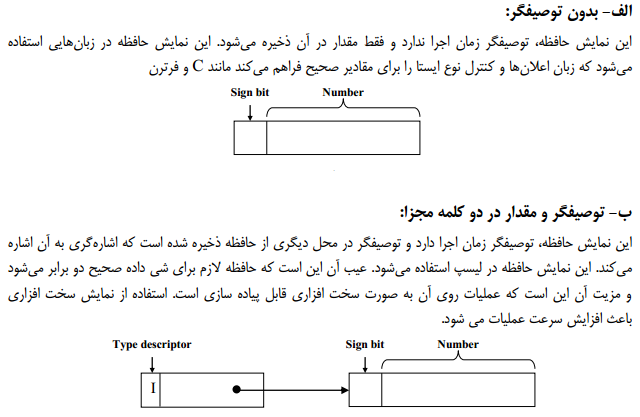 الف- بدون توصیفگر:
این نمایش حافظه، توصیفگر زمان اجرا ندارد و فقط مقدار در آن ذخیره می‌شود. این نمایش حافظه در زبان‌هایی استفاده
می‌شود که زبان اعلان‌ها و کنترل نوع ایستا را برای مقادیر صحیح فراهم می‌کند مانند C و فرترن
Sign bit Number
ب- توصیفگر و مقدار در دو کلمه مجزا:
این نمایش حافظه، توصیفگر زمان اجرا دارد و توصیفگر در محل دیگری از حافظه ذخیره شده است که اشاره‌گری به آن اشاره
می‌کند. این نمایش حافظه در لیسپ استفاده می‌شود. عیب آن این است که حافظه لازم برای شی داده صحیح دو برابر می‌شود
و مزیت آن این است که عملیات روی آن به صورت سخت افزاری قابل پیاده سازی است. استفاده از نمایش سخت افزاری
باعث افزایش سرعت عملیات می شود.
Type descriptor Sign bit Number
I